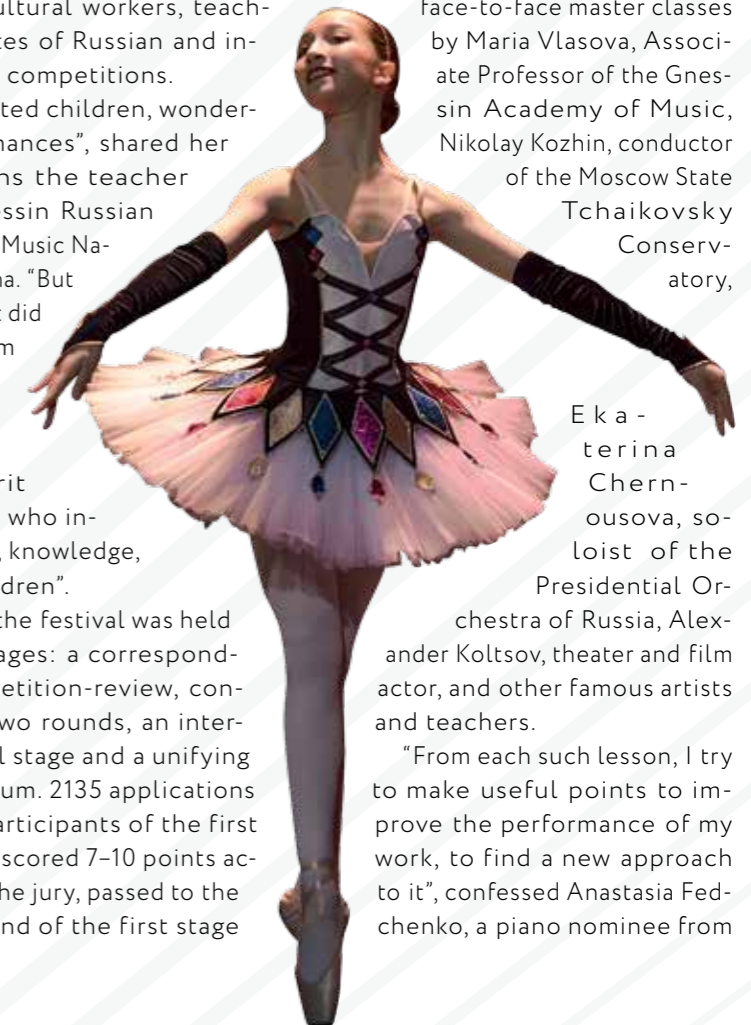 ultural workers, teach-
tes of Russian and in-
competitions.
ted children, wonder-
nances”, shared her
ns the teacher
essin Russian
Music Na-
na. “But
t did
m
rit
who in-
, knowledge,
dren”.
the festival was held
ages: a correspond-
petition-review, con-
two rounds, an inter-
l stage and a unifying
um. 2135 applications
articipants of the first
scored 7–10 points ac-
he jury, passed to the
nd of the first stage
face-to-face master classes
by Maria Vlasova, Associ-
ate Professor of the Gnes-
sin Academy of Music,
Nikolay Kozhin, conductor
of the Moscow State
Tchaikovsky
Conserv-
atory,
Eka-
terina
Chern-
ousova, so-
loist of the
Presidential Or-
chestra of Russia, Alex-
ander Koltsov, theater and film
actor, and other famous artists
and teachers.
“From each such lesson, I try
to make useful points to im-
prove the performance of my
work, to find a new approach
to it”, confessed Anastasia Fed-
chenko, a piano nominee from